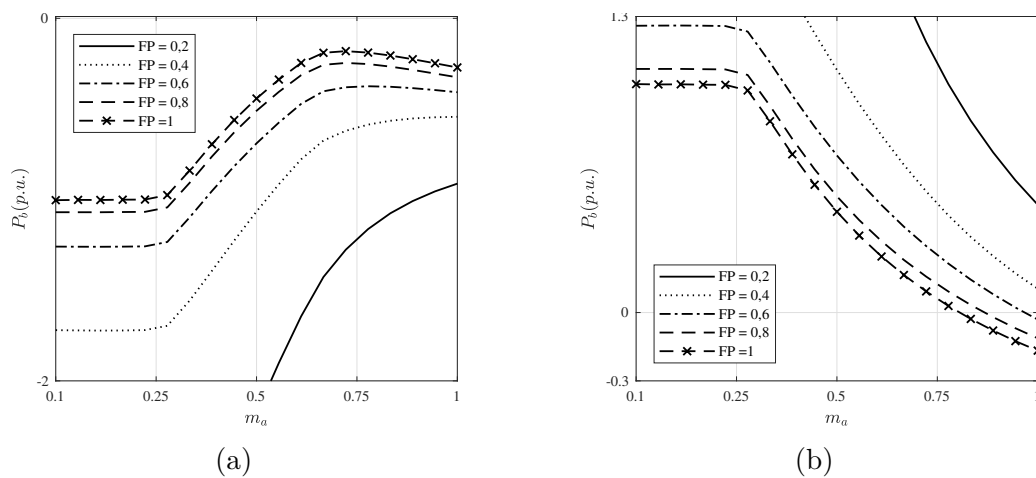 0
FP = 0,2
FP = 0,4
FP = 0,6
FP = 0,8
FP =1
P_b(p.u.)
-2
0.1 0.25 0.5 0.75 1
m_a
(a)
1.3
P_b(p.u.)
0
FP = 0,2
FP = 0,4
FP = 0,6
FP = 0,8
FP =1
-0.3
0.1 0.25 0.5 0.75 1
m_a
(b)